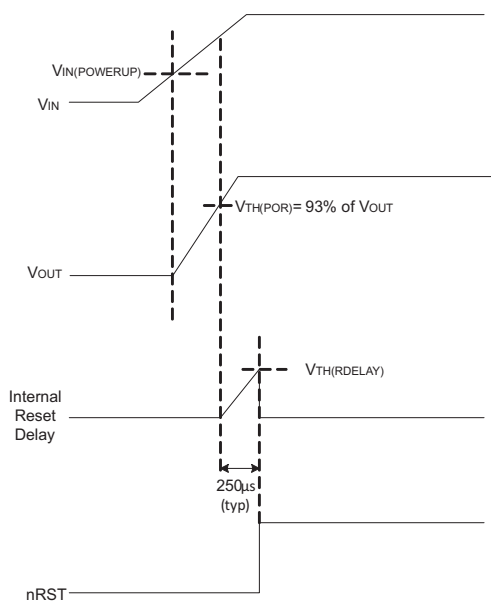 VIN(POWERUP)
VIN
VTH(POR)= 93% of VOUT
VOUT
VTH(RDELAY)
Internal
Reset
Delay
250µs
(typ)
nRST